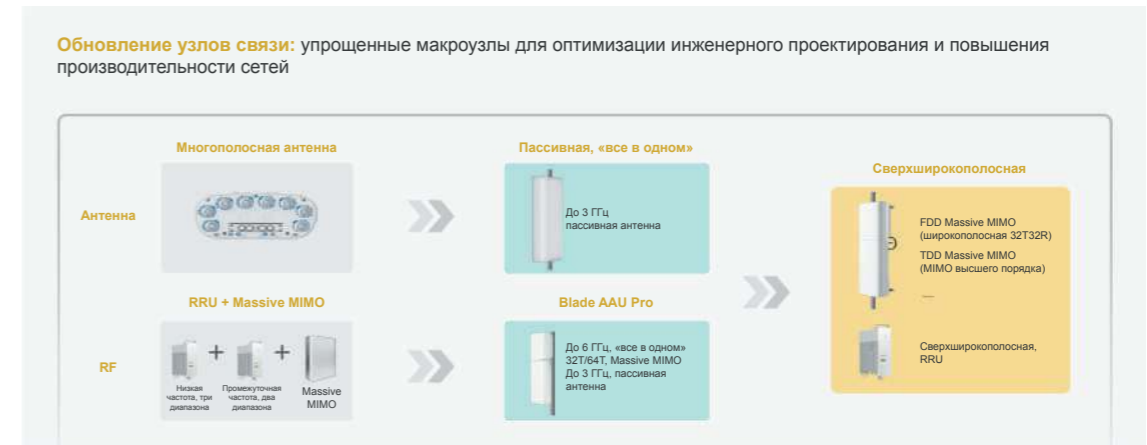 Обновление узлов связи: упрощенные макроузлы для оптимизации инженерного проектирования и повышения
производительности сетей
Многополосная антенна
Пассивная, «все в одном»
Сверхширокополосная
Антенна
До 3 ГГц
пассивная антенна
FDD Massive MIMO
(широкополосная 32T32R)
TDD Massive MIMO
(MIMO высшего порядка)
RRU + Massive MIMO
Blade AAU Pro
RF
+
+
Низкая
частота, три
диапазона
Промежуточная
частота, два
диапазона
Massive
MIMO
До 6 ГГц, «все в одном»
32T/64T, Massive MIMO
До 3 ГГц, пассивная
антенна
Сверхширокополосная,
RRU